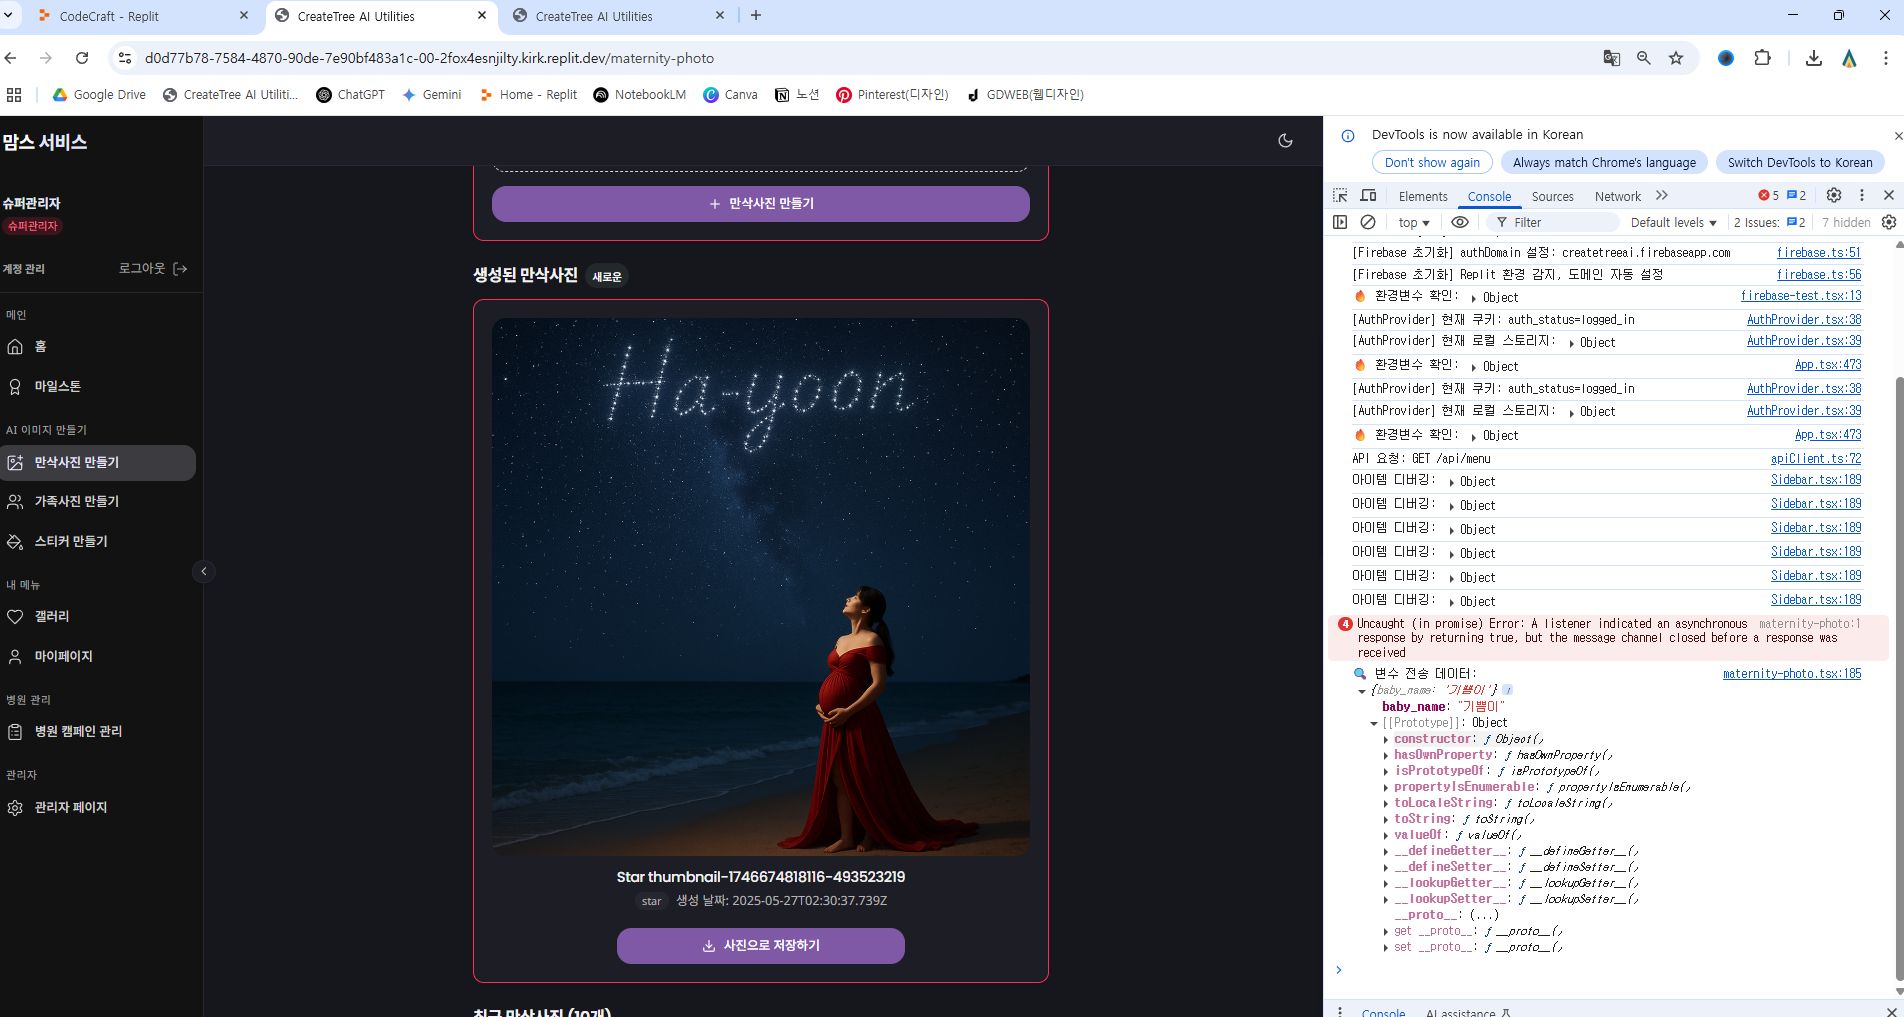 CodeCraft - Replit
CreateTree AI Utilities
CreateTree AI Utilities
d0d77b78-7584-4870-90de-7e90bf483a1c-00-2fox4esnjilty.kirk.replit.dev/maternity-photo
Google Drive
CreateTree AI Utiliti...
ChatGPT
Gemini
Home - Replit
NotebookLM
Canva
노션
Pinterest(디자인)
GDWEB(웹디자인)
맘스 서비스
슈퍼관리자
슈퍼관리자
계정 관리 로그아웃
메인
홈
마일스톤
AI 이미지 만들기
만삭사진 만들기
가족사진 만들기
스티커 만들기
내 메뉴
갤러리
마이페이지
병원 관리
병원 캠페인 관리
관리자
관리자 페이지
+ 만삭사진 만들기
생성된 만삭사진 새로운
Ha-yoon
Star thumbnail-1746674818116-493523219
star 생성 날짜: 2025-05-27T02:30:37.739Z
사진으로 저장하기
최근 만삭사진 (10개)
DevTools is now available in Korean
Don't show again Always match Chrome's language Switch DevTools to Korean
Elements Console Sources Network 5 2
top Filter Default levels 2 Issues: 2 7 hidden
[Firebase 초기화] authDomain 설정: createtreeai.firebaseapp.com firebase.ts:51
[Firebase 초기화] Replit 환경 감지, 도메인 자동 설정 firebase.ts:56
🔥 환경변수 확인: ▶ Object firebase-test.tsx:13
[AuthProvider] 현재 쿠키: auth_status=logged_in AuthProvider.tsx:38
[AuthProvider] 현재 로컬 스토리지: ▶ Object AuthProvider.tsx:39
🔥 환경변수 확인: ▶ Object App.tsx:473
[AuthProvider] 현재 쿠키: auth_status=logged_in AuthProvider.tsx:38
[AuthProvider] 현재 로컬 스토리지: ▶ Object AuthProvider.tsx:39
🔥 환경변수 확인: ▶ Object App.tsx:473
API 요청: GET /api/menu apiClient.ts:72
아이템 디버깅: ▶ Object Sidebar.tsx:189
아이템 디버깅: ▶ Object Sidebar.tsx:189
아이템 디버깅: ▶ Object Sidebar.tsx:189
아이템 디버깅: ▶ Object Sidebar.tsx:189
아이템 디버깅: ▶ Object Sidebar.tsx:189
아이템 디버깅: ▶ Object Sidebar.tsx:189
4 Uncaught (in promise) Error: A listener indicated an asynchronous maternity-photo:1
response by returning true, but the message channel closed before a response was
received
🔍 변수 전송 데이터: maternity-photo.tsx:185
▼ {baby_name: '기쁨이'} i
baby_name: "기쁨이"
▼ [[Prototype]]: Object
▶ constructor: ƒ Object()
▶ hasOwnProperty: ƒ hasOwnProperty()
▶ isPrototypeOf: ƒ isPrototypeOf()
▶ propertyIsEnumerable: ƒ propertyIsEnumerable()
▶ toLocaleString: ƒ toLocaleString()
▶ toString: ƒ toString()
▶ valueOf: ƒ valueOf()
▶ __defineGetter__: ƒ __defineGetter__()
▶ __defineSetter__: ƒ __defineSetter__()
▶ __lookupGetter__: ƒ __lookupGetter__()
▶ __lookupSetter__: ƒ __lookupSetter__()
__proto__: (...)
▶ get __proto__: ƒ __proto__()
▶ set __proto__: ƒ __proto__()
Console AI assistance